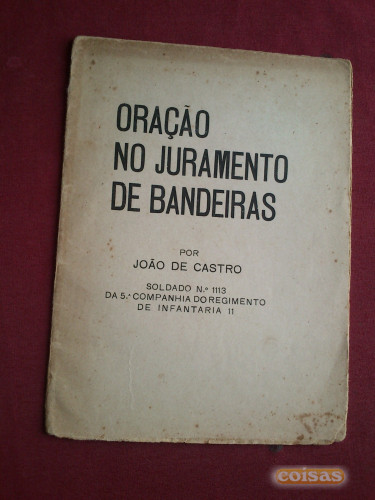 ORAÇÃO
NO JURAMENTO
DE BANDEIRAS
POR
JOÃO DE CASTRO
SOLDADO N.º 1113
DA 5.ª COMPANHIA DO REGIMENTO
DE INFANTARIA 11
coisas